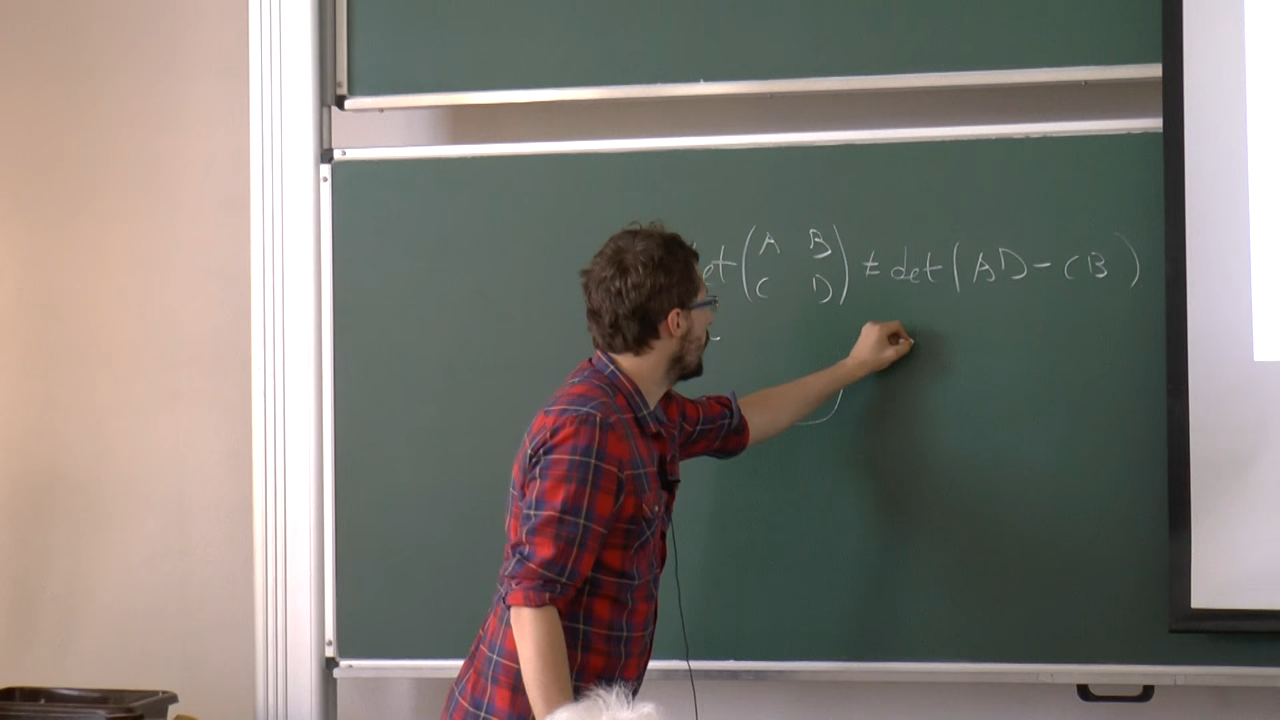 det(A B
C D) ≠ det(AD - CB)